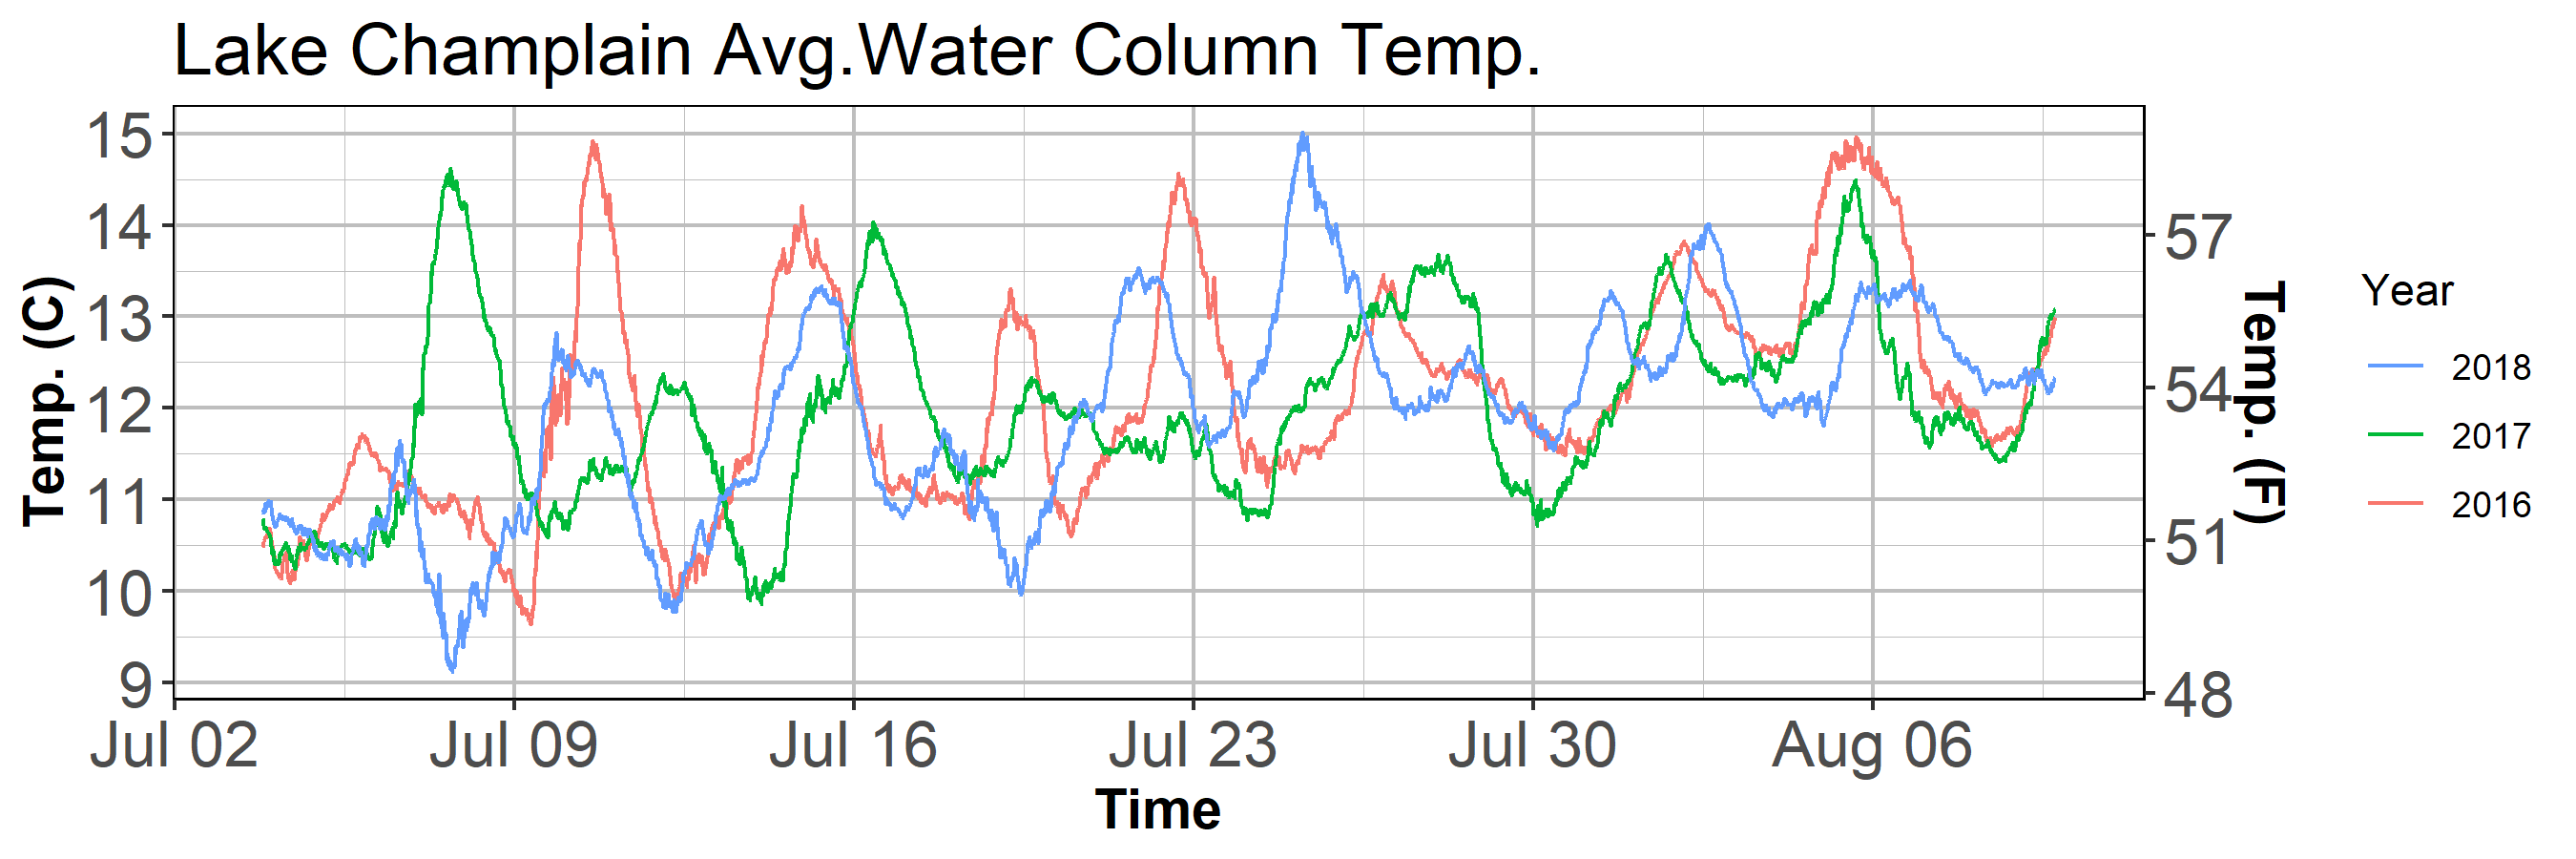 Lake Champlain Avg.Water Column Temp.
Temp. (C)
15
14
13
12
11
10
9
57
54
51
48
Temp. (F)
Jul 02
Jul 09
Jul 16
Jul 23
Jul 30
Aug 06
Time
Year
2018
2017
2016